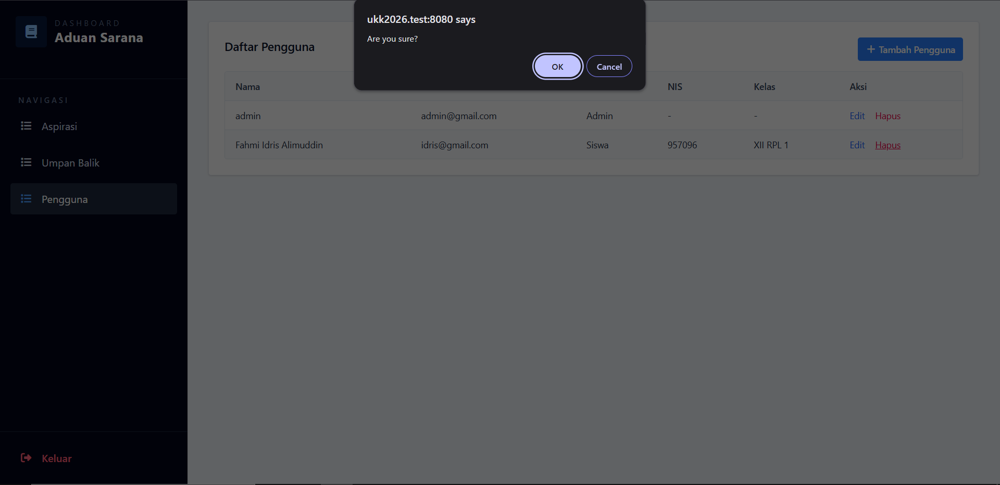 DASHBOARD
Aduan Sarana
NAVIGASI
Aspirasi
Umpan Balik
Pengguna
Keluar
ukk2026.test:8080 says
Are you sure?
OK Cancel
Daftar Pengguna
+ Tambah Pengguna
Nama NIS Kelas Aksi
admin admin@gmail.com Admin - - Edit Hapus
Fahmi Idris Alimuddin idris@gmail.com Siswa 957096 XII RPL 1 Edit Hapus